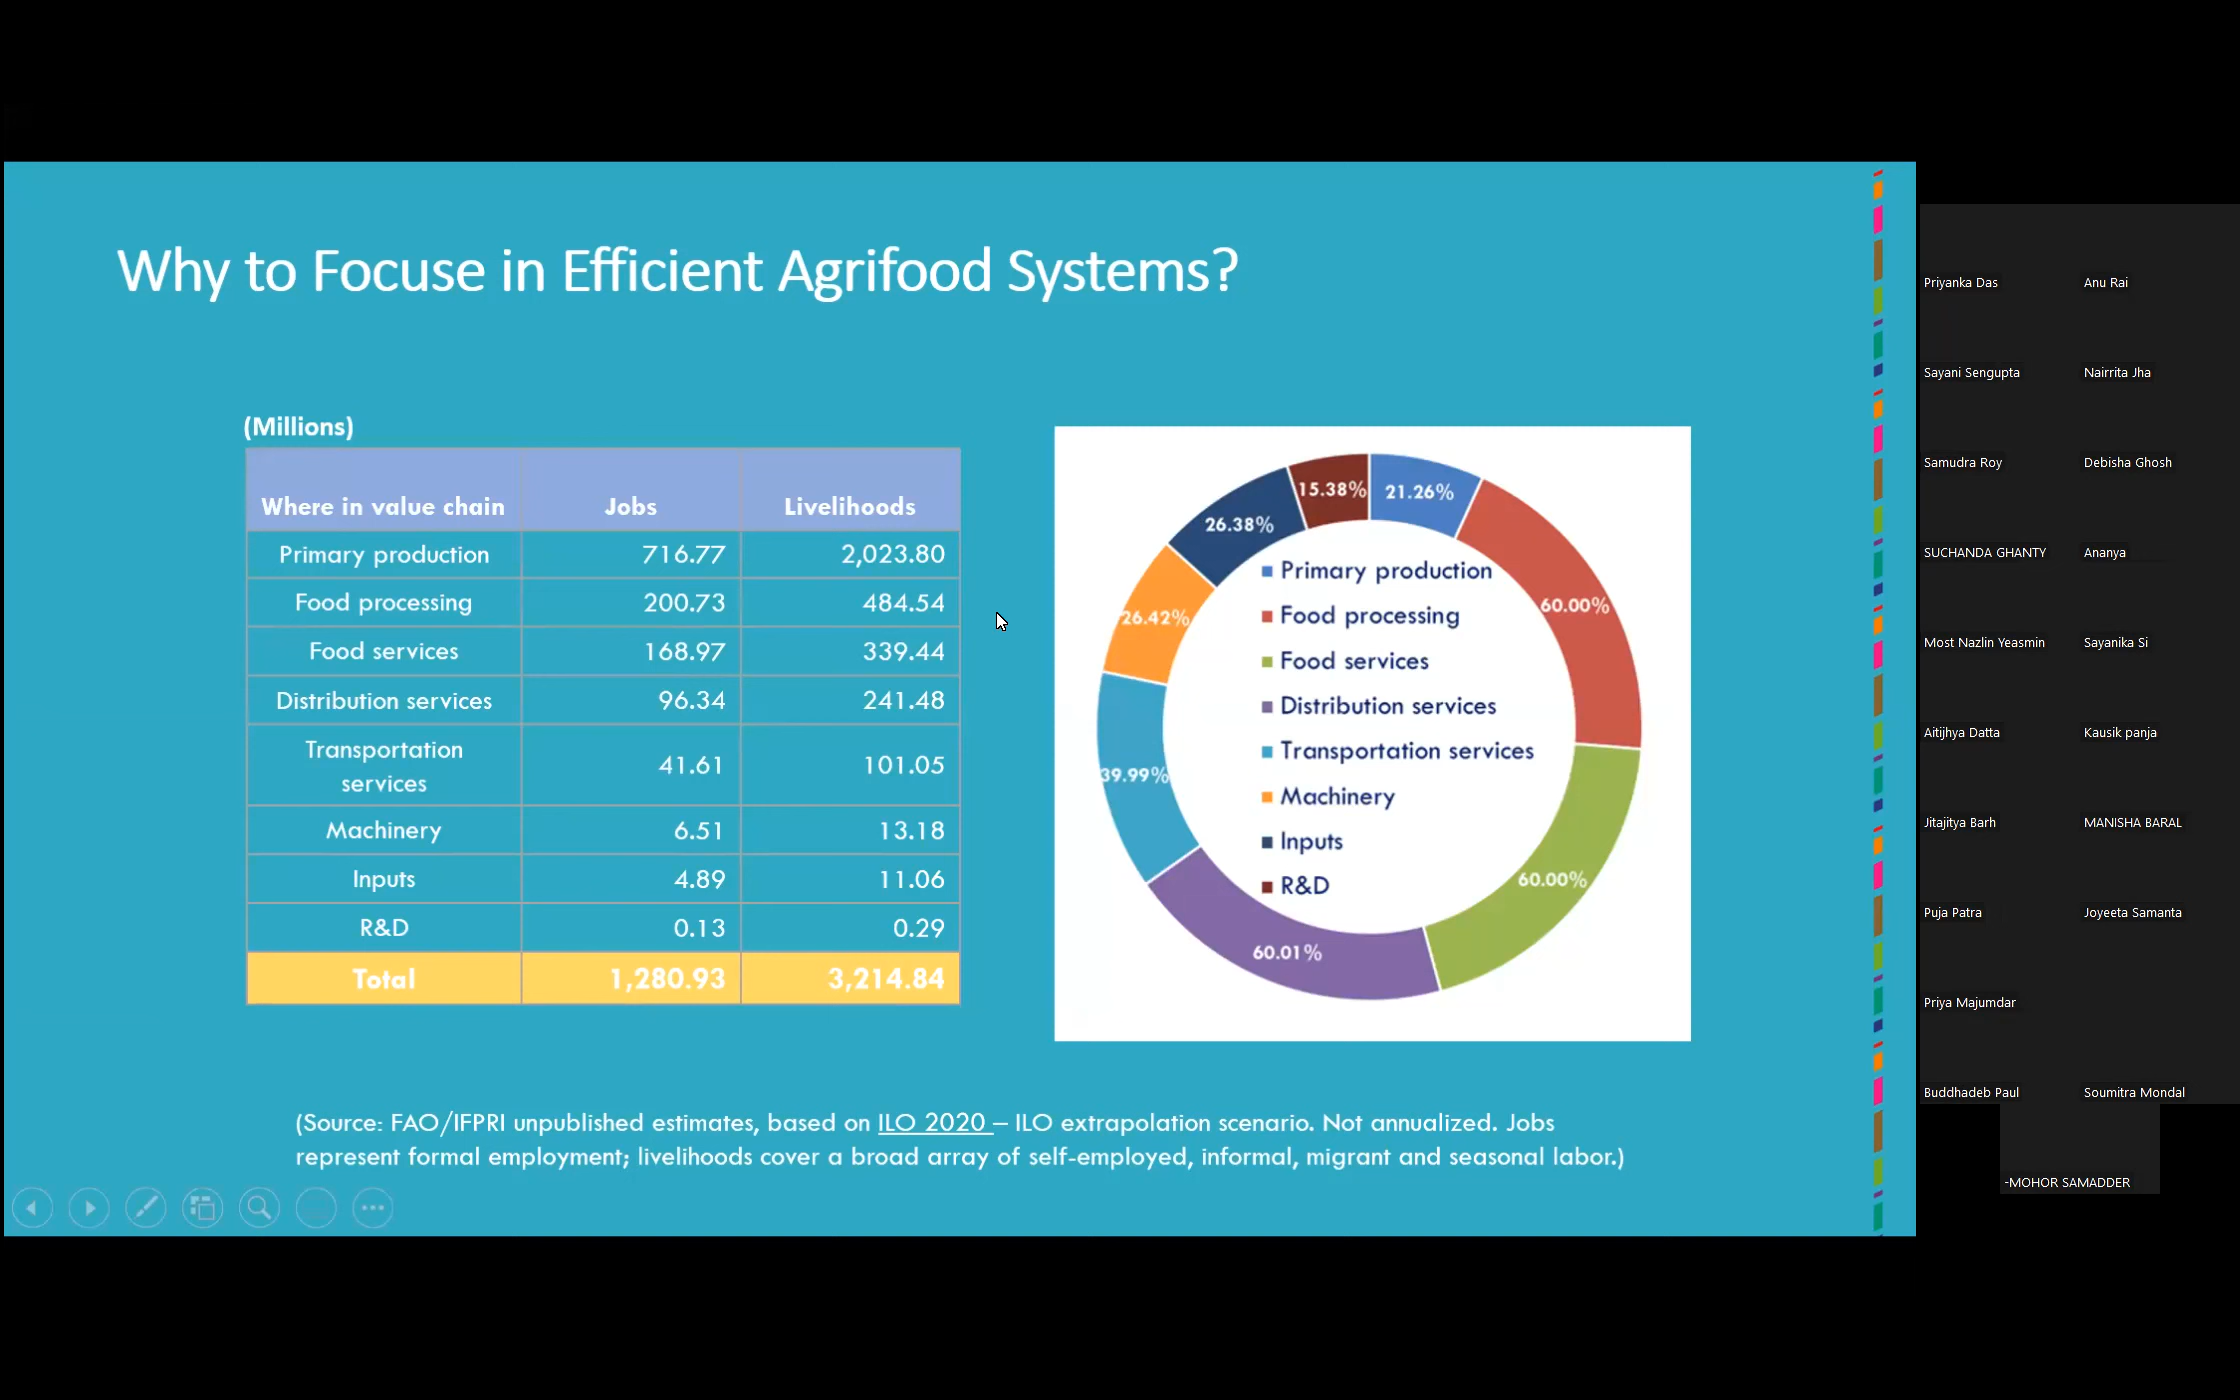 Why to Focuse in Efficient Agrifood Systems?
(Millions)
Where in value chain Jobs Livelihoods
Primary production 716.77 2,023.80
Food processing 200.73 484.54
Food services 168.97 339.44
Distribution services 96.34 241.48
Transportation
services 41.61 101.05
Machinery 6.51 13.18
Inputs 4.89 11.06
R&D 0.13 0.29
Total 1,280.93 3,214.84
21.26%
60.00%
60.00%
60.01%
39.99%
26.42%
26.38%
15.38%
Primary production
Food processing
Food services
Distribution services
Transportation services
Machinery
Inputs
R&D
(Source: FAO/IFPRI unpublished estimates, based on ILO 2020 – ILO extrapolation scenario. Not annualized. Jobs
represent formal employment; livelihoods cover a broad array of self-employed, informal, migrant and seasonal labor.)
Priyanka Das Anu Rai
Sayani Sengupta Nairrita Jha
Samudra Roy Debisha Ghosh
SUCHANDA GHANTY Ananya
Most Nazlin Yeasmin Sayanika Si
Aitijhya Datta Kausik panja
Jitajitya Barh MANISHA BARAL
Puja Patra Joyeeta Samanta
Priya Majumdar
Buddhadeb Paul Soumitra Mondal
-MOHOR SAMADDER